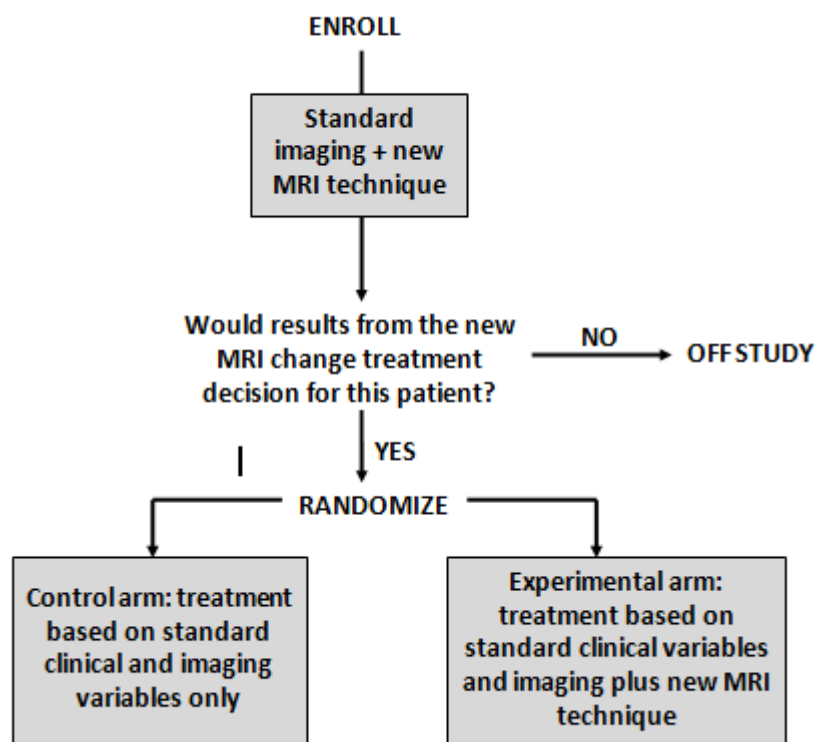 ENROLL
Standard
imaging + new
MRI technique
Would results from the new
MRI change treatment
decision for this patient?
NO
OFF STUDY
YES
RANDOMIZE
Control arm: treatment
based on standard
clinical and imaging
variables only
Experimental arm:
treatment based on
standard clinical variables
and imaging plus new MRI
technique